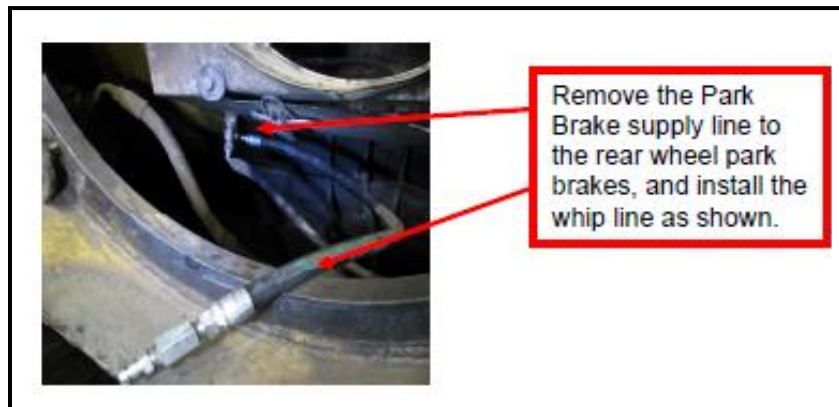 Remove the Park
Brake supply line to
the rear wheel park
brakes, and install the
whip line as shown.